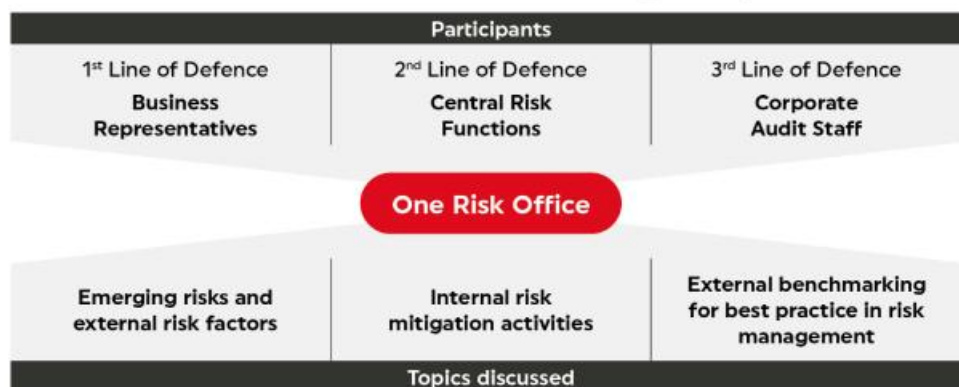 Participants
1st Line of Defence
Business
Representatives
2nd Line of Defence
Central Risk
Functions
3rd Line of Defence
Corporate
Audit Staff
One Risk Office
Emerging risks and
external risk factors
Internal risk
mitigation activities
External benchmarking
for best practice in risk
management
Topics discussed